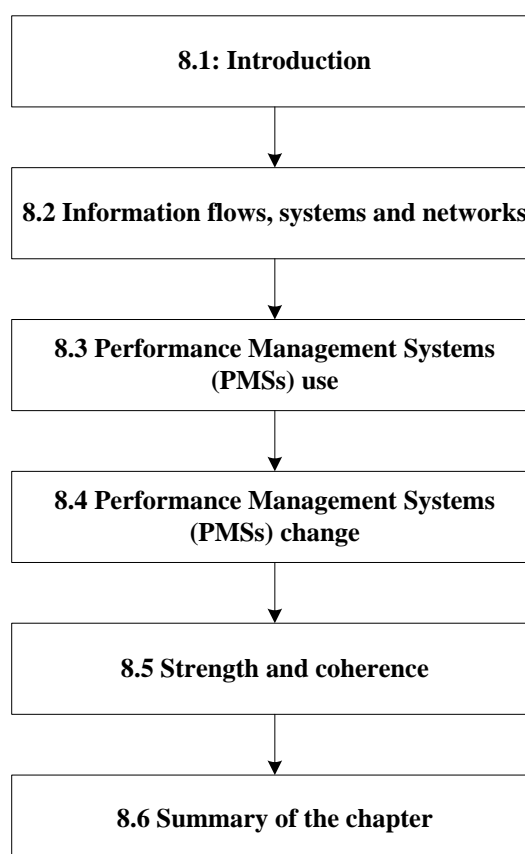 8.1: Introduction
8.2 Information flows, systems and networks
8.3 Performance Management Systems
(PMSs) use
8.4 Performance Management Systems
(PMSs) change
8.5 Strength and coherence
8.6 Summary of the chapter